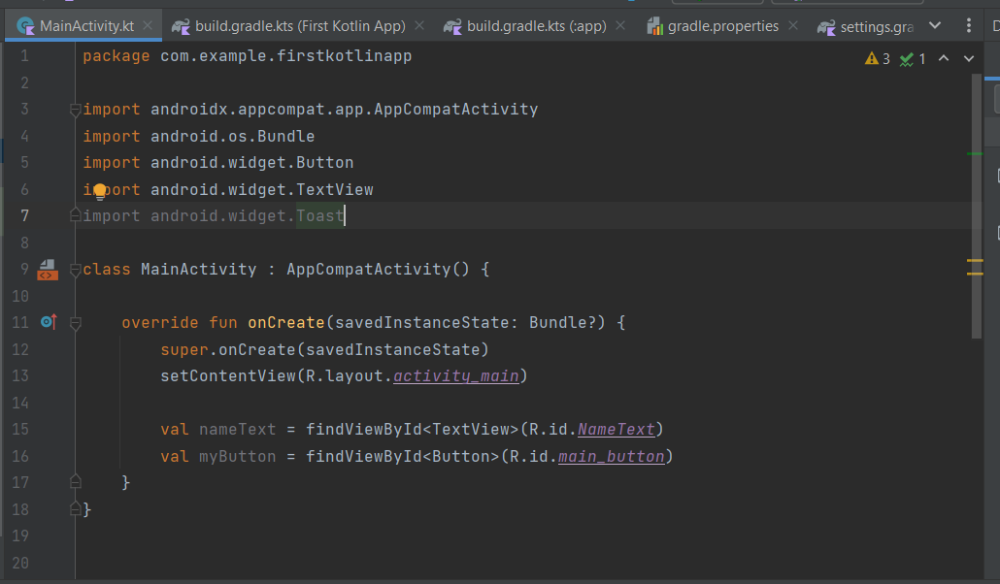 MainActivity.kt build.gradle.kts (First Kotlin App) build.gradle.kts (:app) gradle.properties settings.gra
3 1
1 package com.example.firstkotlinapp
2
3 import androidx.appcompat.app.AppCompatActivity
4 import android.os.Bundle
5 import android.widget.Button
6 import android.widget.TextView
7 import android.widget.Toast
8
9 class MainActivity : AppCompatActivity() {
10
11 override fun onCreate(savedInstanceState: Bundle?) {
12 super.onCreate(savedInstanceState)
13 setContentView(R.layout.activity_main)
14
15 val nameText = findViewById<TextView>(R.id.NameText)
16 val myButton = findViewById<Button>(R.id.main_button)
17 }
18 }
19
20